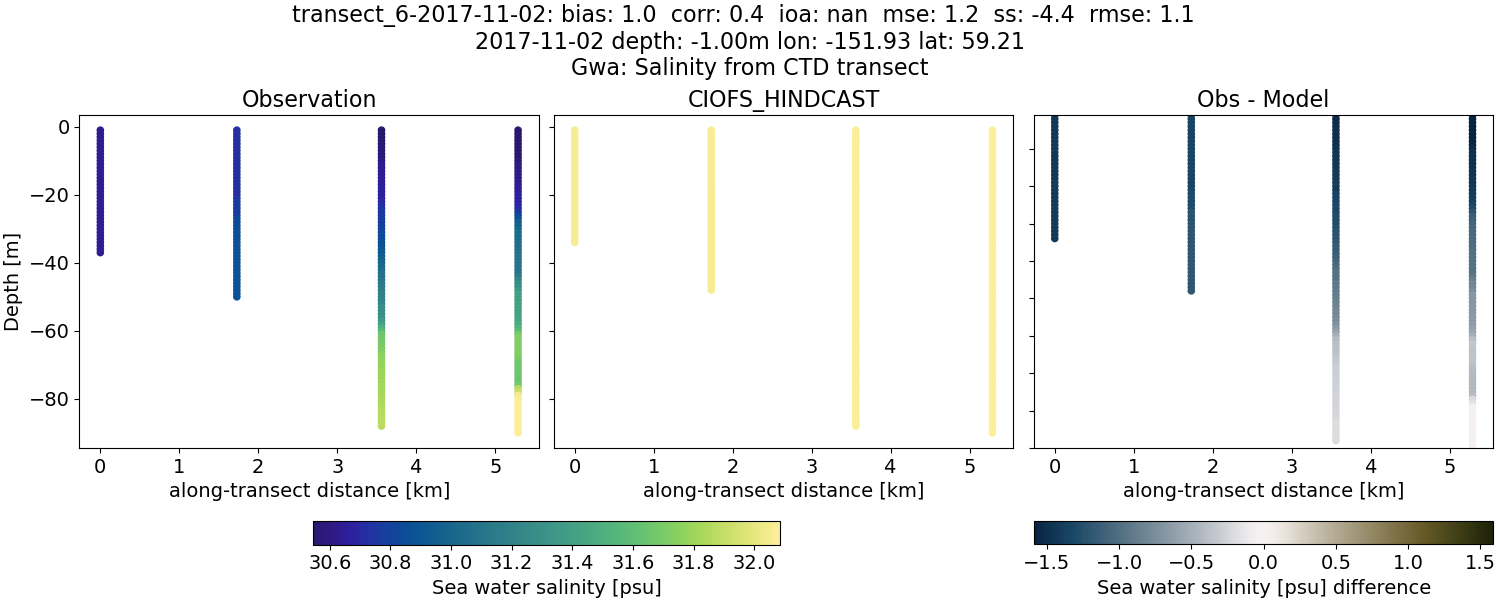 transect_6-2017-11-02: bias: 1.0  corr: 0.4  ioa: nan  mse: 1.2  ss: -4.4  rmse: 1.1
2017-11-02 depth: -1.00m lon: -151.93 lat: 59.21
Gwa: Salinity from CTD transect
Observation
CIOFS_HINDCAST
Obs - Model
Depth [m]
0
−20
−40
−60
−80
0 1 2 3 4 5
0 1 2 3 4 5
0 1 2 3 4 5
along-transect distance [km]
along-transect distance [km]
along-transect distance [km]
30.6 30.8 31.0 31.2 31.4 31.6 31.8 32.0
Sea water salinity [psu]
−1.5 −1.0 −0.5 0.0 0.5 1.0 1.5
Sea water salinity [psu] difference